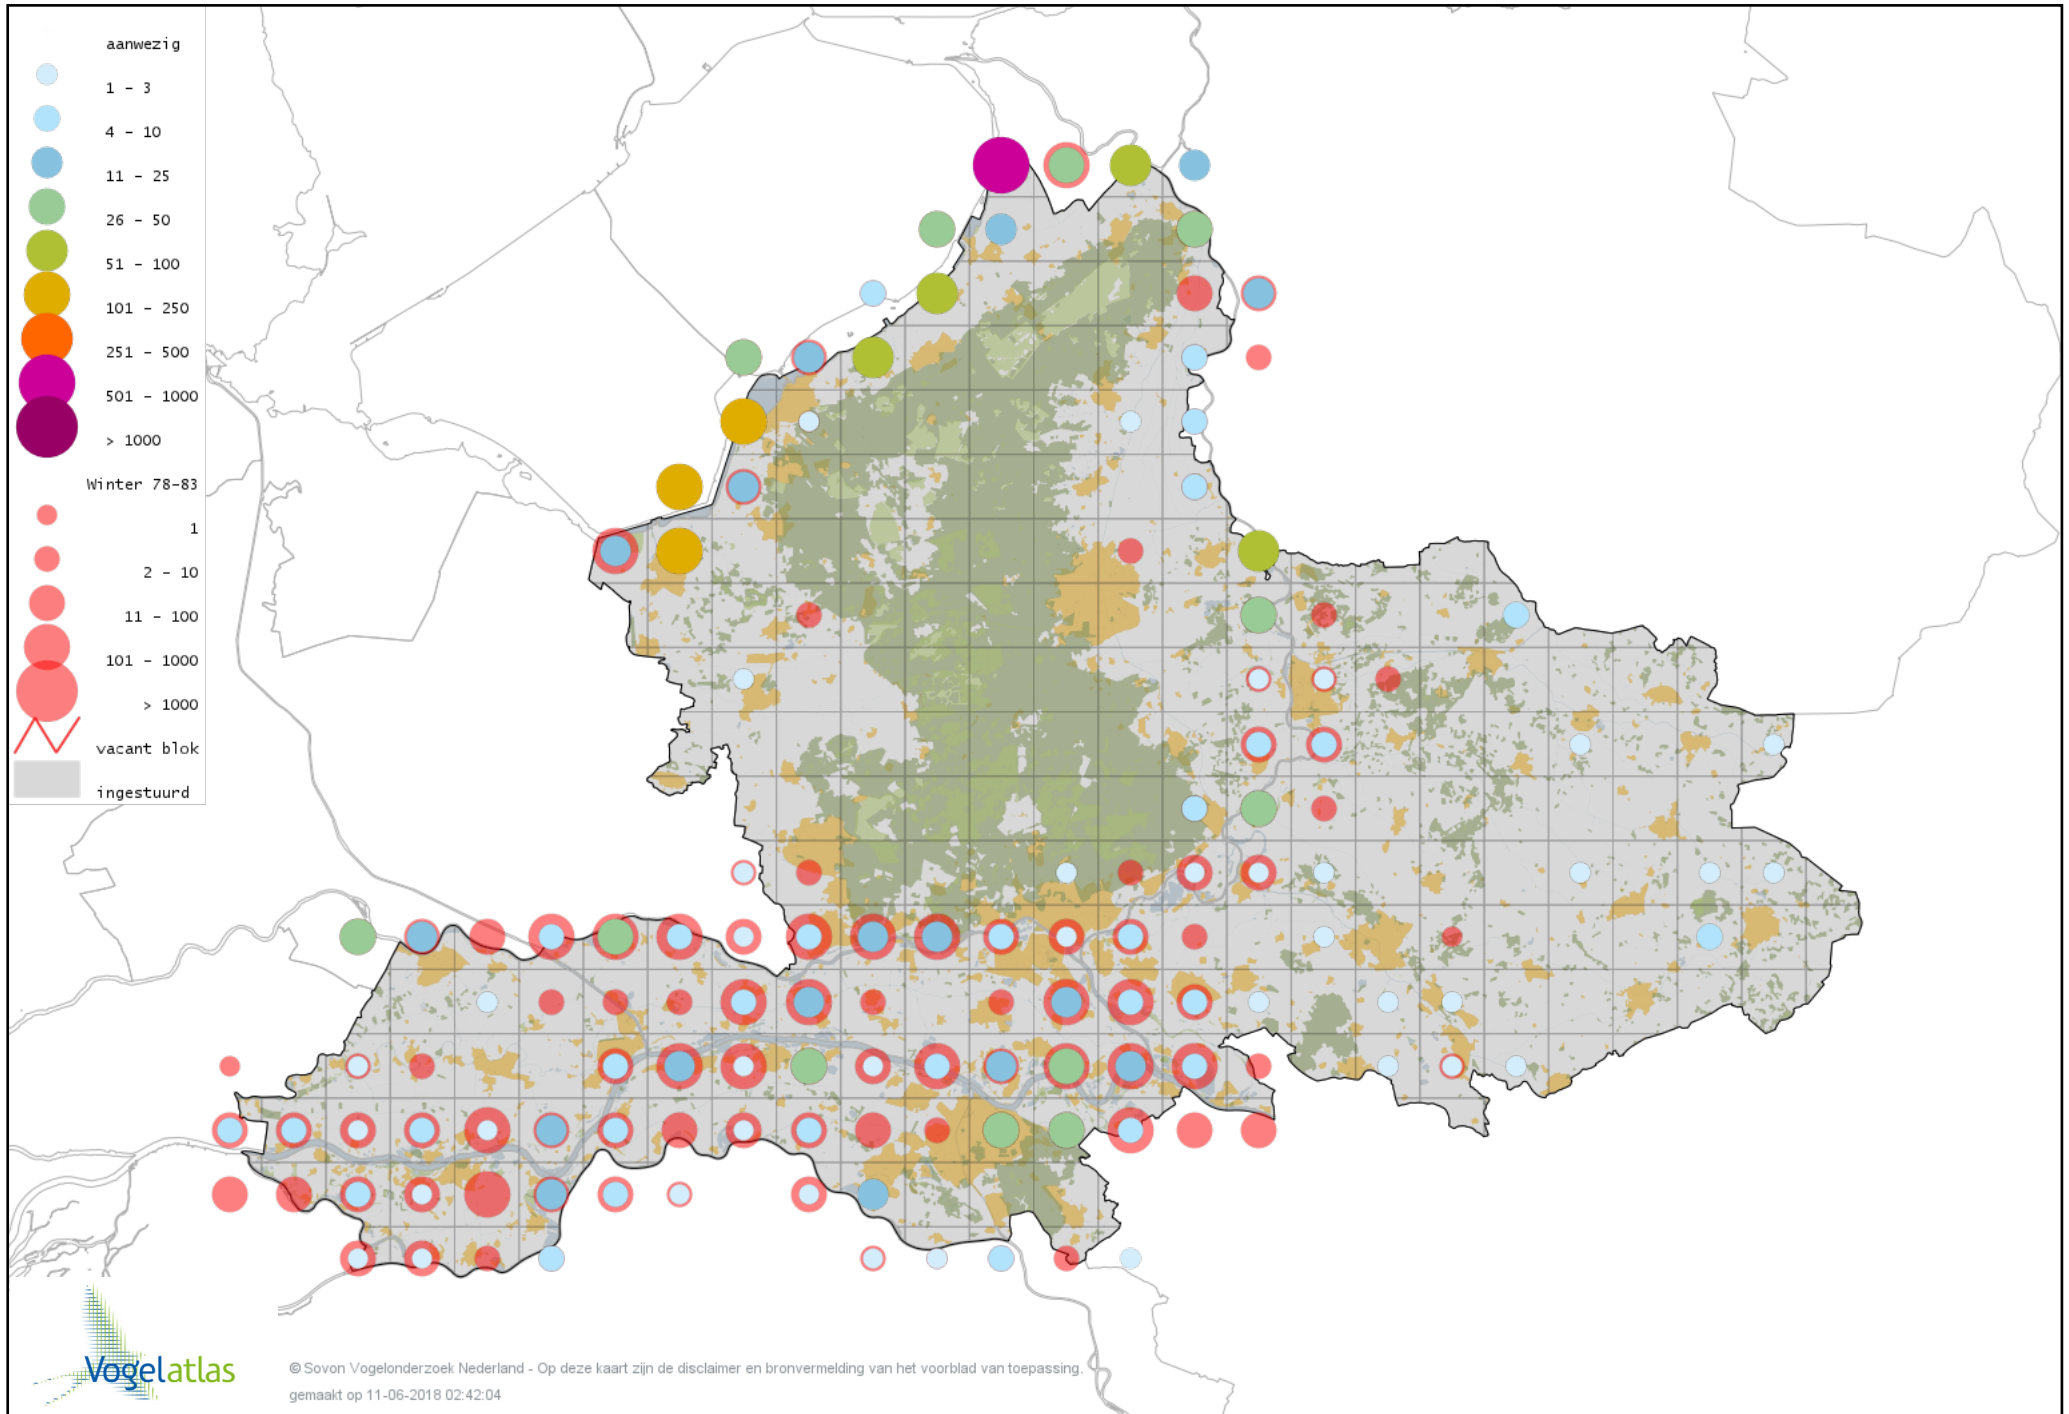 aanwezig
1 - 3
4 - 10
11 - 25
26 - 50
51 - 100
101 - 250
251 - 500
501 - 1000
> 1000
Winter 78-83
1
2 - 10
11 - 100
101 - 1000
> 1000
vacant blok
ingestuurd
Vogelatlas
© Sovon Vogelonderzoek Nederland - Op deze kaart zijn de disclaimer en bronvermelding van het voorblad van toepassing.
gemaakt op 11-06-2018 02:42:04